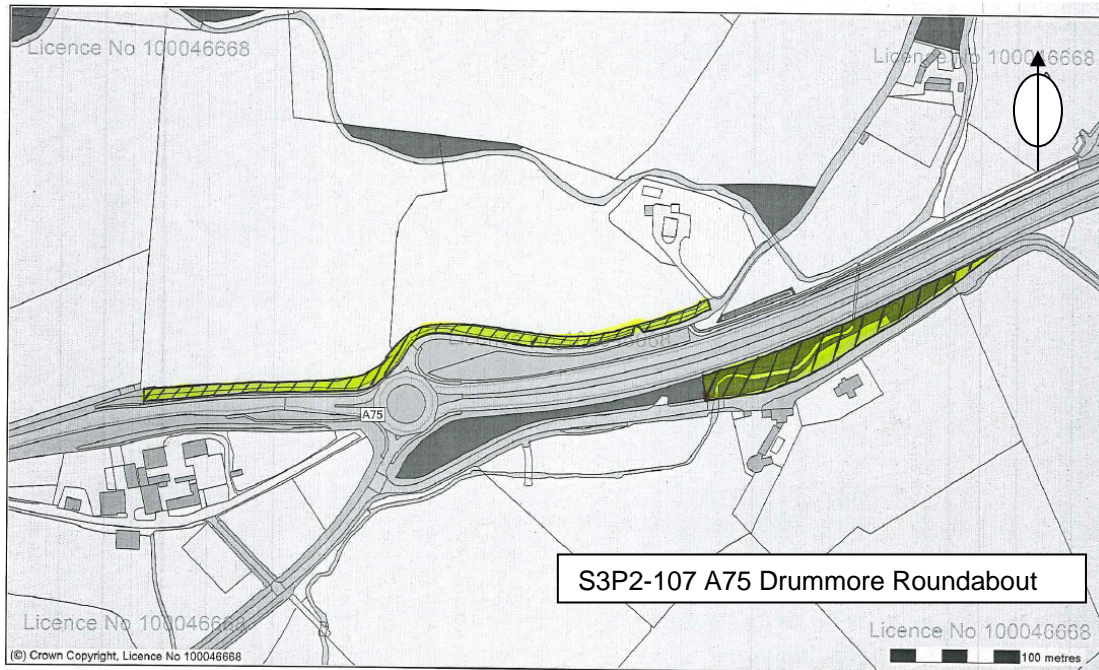 Licence No 100046668
Licence No 100046668
A75
S3P2-107 A75 Drummore Roundabout
Licence No 100046668
Licence No 100046668
(©) Crown Copyright, Licence No 100046668
100 metres